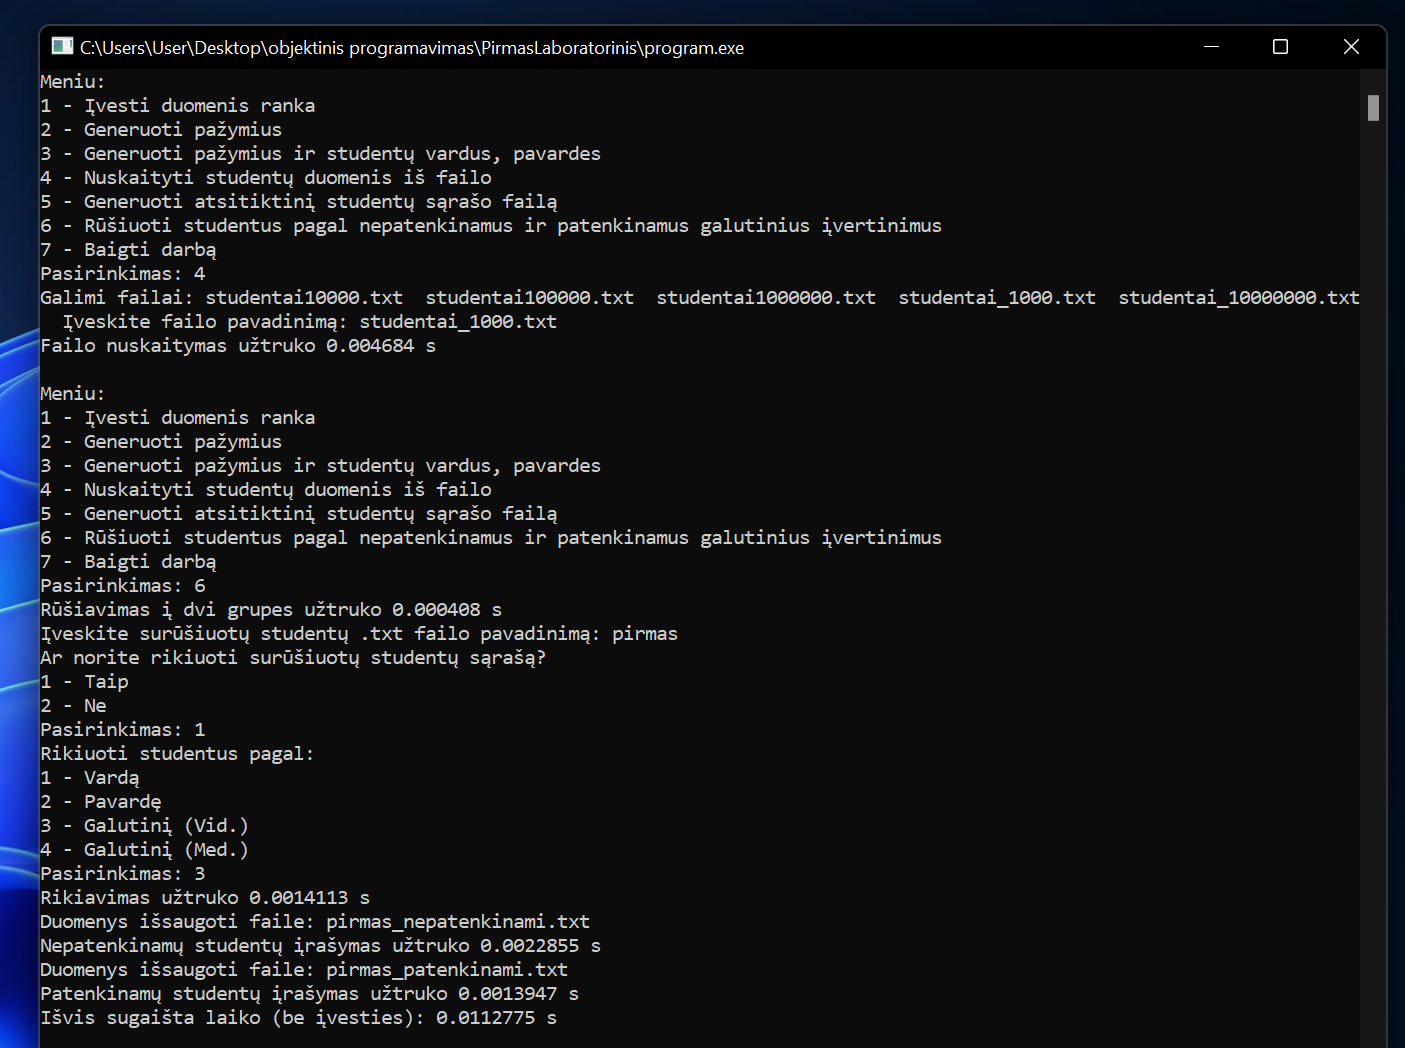 C:\Users\User\Desktop\objektinis programavimas\PirmasLaboratorinis\program.exe
Meniu:
1 - Įvesti duomenis ranka
2 - Generuoti pažymius
3 - Generuoti pažymius ir studentų vardus, pavardes
4 - Nuskaityti studentų duomenis iš failo
5 - Generuoti atsitiktinį studentų sąrašo failą
6 - Rūšiuoti studentus pagal nepatenkinamus ir patenkinamus galutinius įvertinimus
7 - Baigti darbą
Pasirinkimas: 4
Galimi failai: studentai10000.txt  studentai100000.txt  studentai1000000.txt  studentai_1000.txt  studentai_10000000.txt
  Įveskite failo pavadinimą: studentai_1000.txt
Failo nuskaitymas užtruko 0.004684 s

Meniu:
1 - Įvesti duomenis ranka
2 - Generuoti pažymius
3 - Generuoti pažymius ir studentų vardus, pavardes
4 - Nuskaityti studentų duomenis iš failo
5 - Generuoti atsitiktinį studentų sąrašo failą
6 - Rūšiuoti studentus pagal nepatenkinamus ir patenkinamus galutinius įvertinimus
7 - Baigti darbą
Pasirinkimas: 6
Rūšiavimas į dvi grupes užtruko 0.000408 s
Įveskite surūšiuotų studentų .txt failo pavadinimą: pirmas
Ar norite rikiuoti surūšiuotų studentų sąrašą?
1 - Taip
2 - Ne
Pasirinkimas: 1
Rikiuoti studentus pagal:
1 - Vardą
2 - Pavardę
3 - Galutinį (Vid.)
4 - Galutinį (Med.)
Pasirinkimas: 3
Rikiavimas užtruko 0.0014113 s
Duomenys išsaugoti faile: pirmas_nepatenkinami.txt
Nepatenkinamų studentų įrašymas užtruko 0.0022855 s
Duomenys išsaugoti faile: pirmas_patenkinami.txt
Patenkinamų studentų įrašymas užtruko 0.0013947 s
Išvis sugaišta laiko (be įvesties): 0.0112775 s